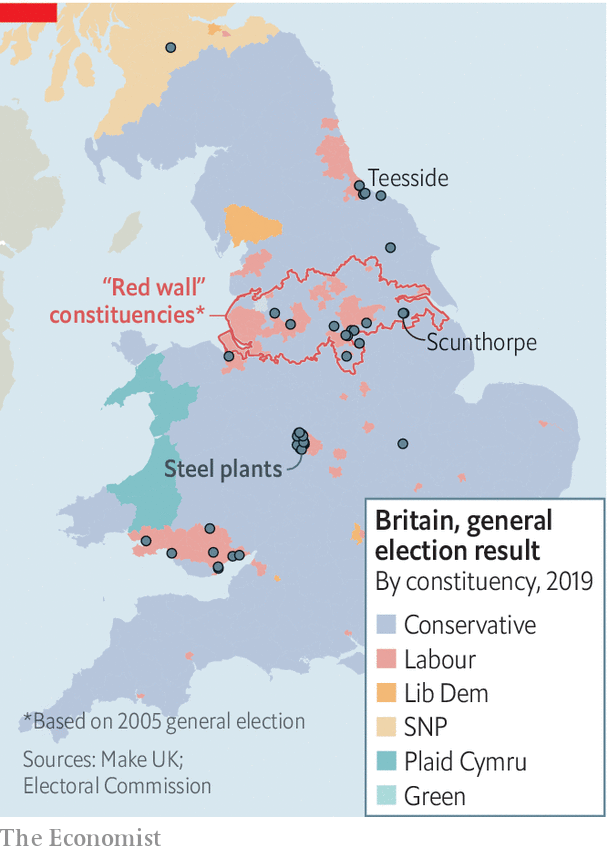 Teesside
“Red wall”
constituencies*
Scunthorpe
Steel plants
Britain, general
election result
By constituency, 2019
Conservative
Labour
Lib Dem
SNP
Plaid Cymru
Green
*Based on 2005 general election
Sources: Make UK;
Electoral Commission
The Economist